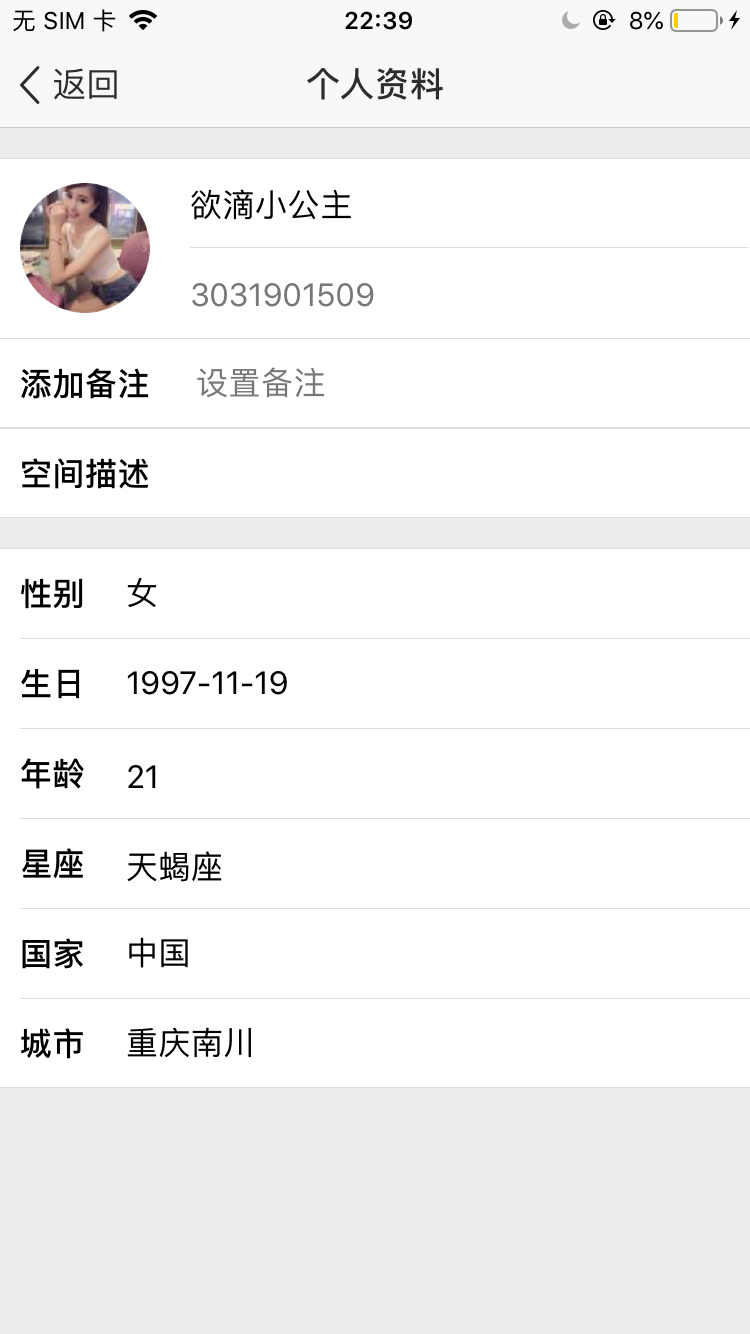 无 SIM 卡 22:39 8%
返回 个人资料
欲滴小公主
3031901509
添加备注 设置备注
空间描述
性别 女
生日 1997-11-19
年龄 21
星座 天蝎座
国家 中国
城市 重庆南川